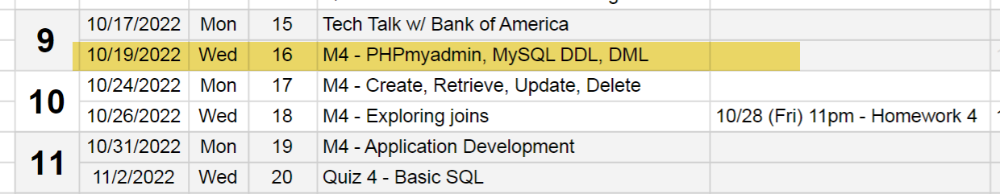 9
10/17/2022 Mon 15 Tech Talk w/ Bank of America
10/19/2022 Wed 16 M4 - PHPmyadmin, MySQL DDL, DML
10
10/24/2022 Mon 17 M4 - Create, Retrieve, Update, Delete
10/26/2022 Wed 18 M4 - Exploring joins 10/28 (Fri) 11pm - Homework 4
11
10/31/2022 Mon 19 M4 - Application Development
11/2/2022 Wed 20 Quiz 4 - Basic SQL